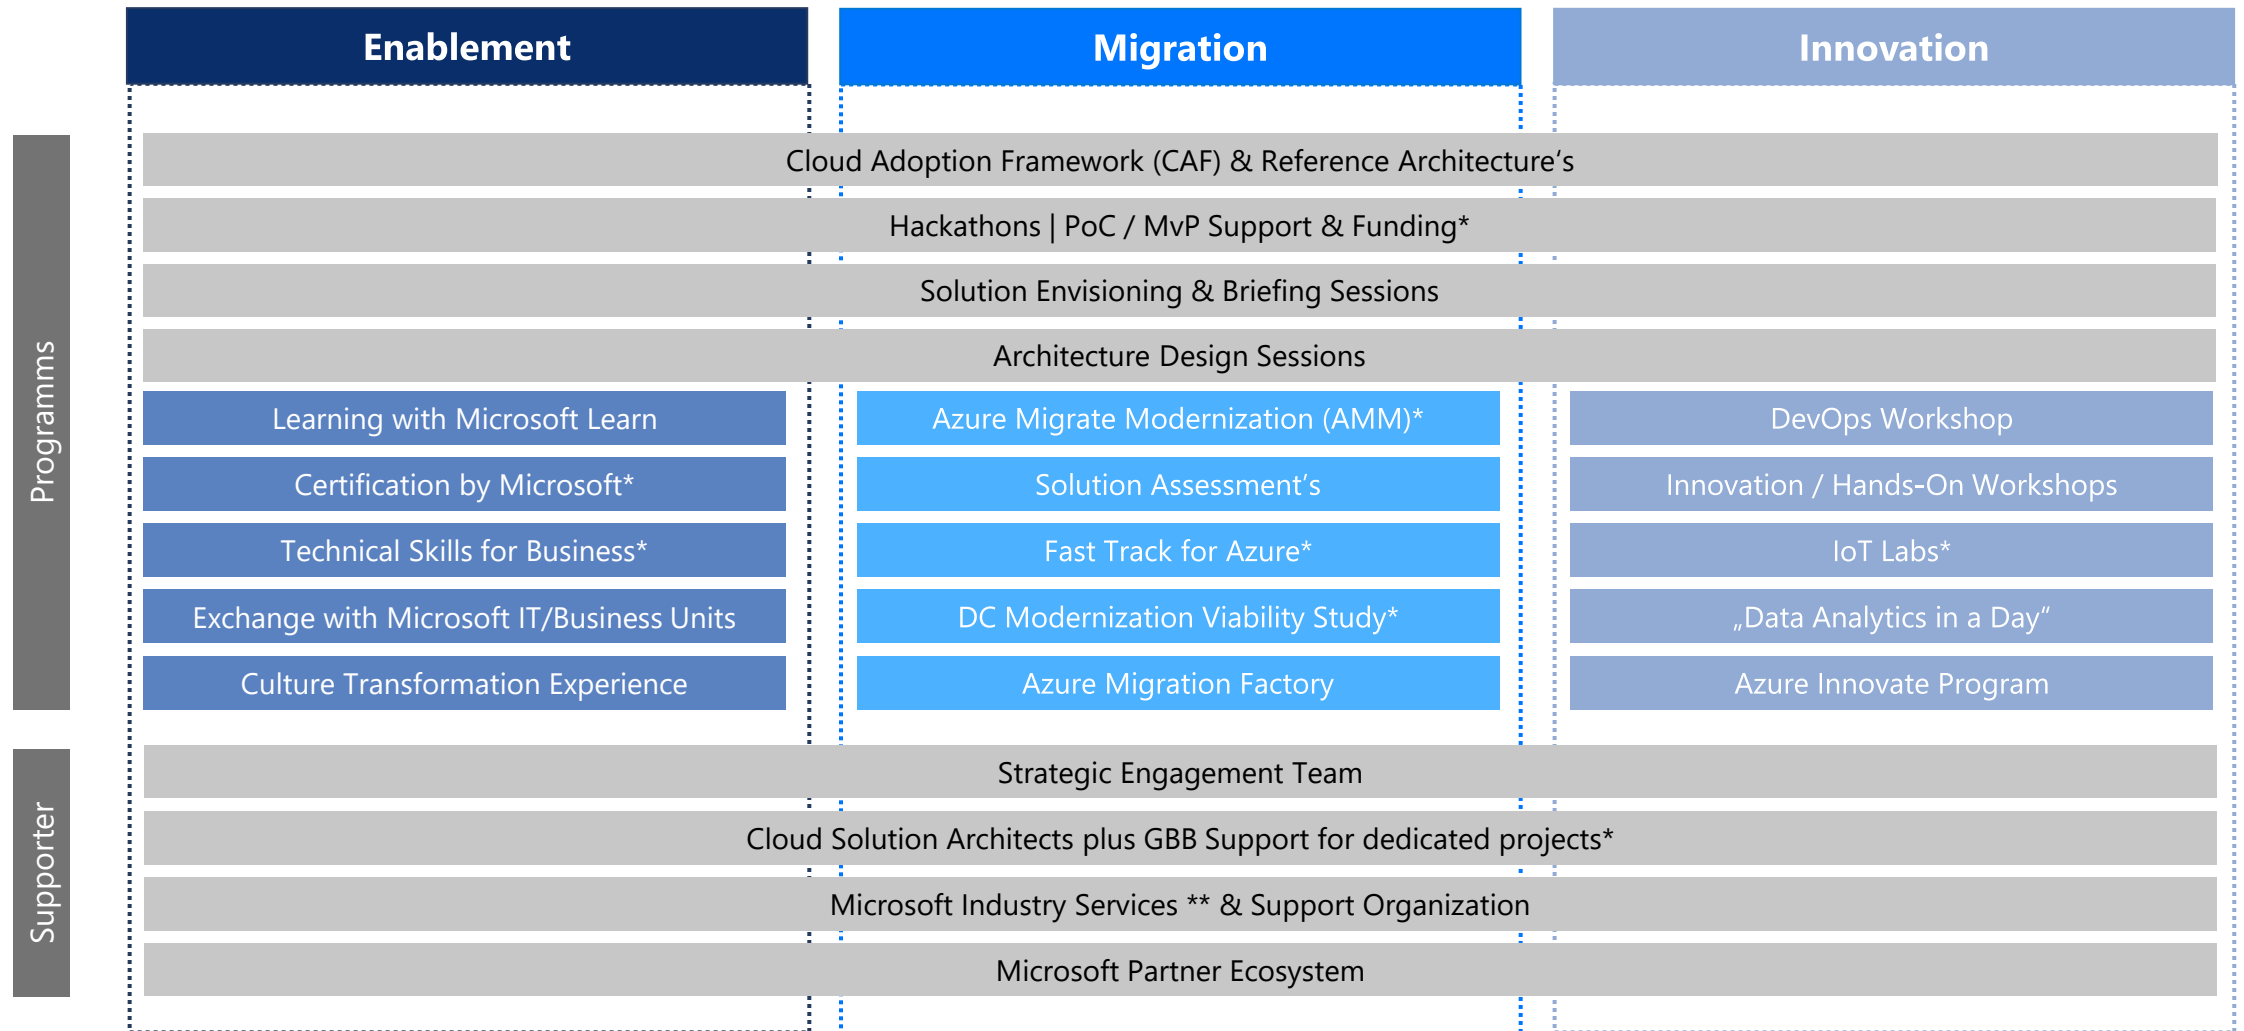 Enablement
Migration
Innovation
Programms
Cloud Adoption Framework (CAF) & Reference Architecture‘s
Hackathons | PoC / MvP Support & Funding*
Solution Envisioning & Briefing Sessions
Architecture Design Sessions
Learning with Microsoft Learn
Azure Migrate Modernization (AMM)*
DevOps Workshop
Certification by Microsoft*
Solution Assessment‘s
Innovation / Hands-On Workshops
Technical Skills for Business*
Fast Track for Azure*
IoT Labs*
Exchange with Microsoft IT/Business Units
DC Modernization Viability Study*
„Data Analytics in a Day“
Culture Transformation Experience
Azure Migration Factory
Azure Innovate Program
Supporter
Strategic Engagement Team
Cloud Solution Architects plus GBB Support for dedicated projects*
Microsoft Industry Services ** & Support Organization
Microsoft Partner Ecosystem